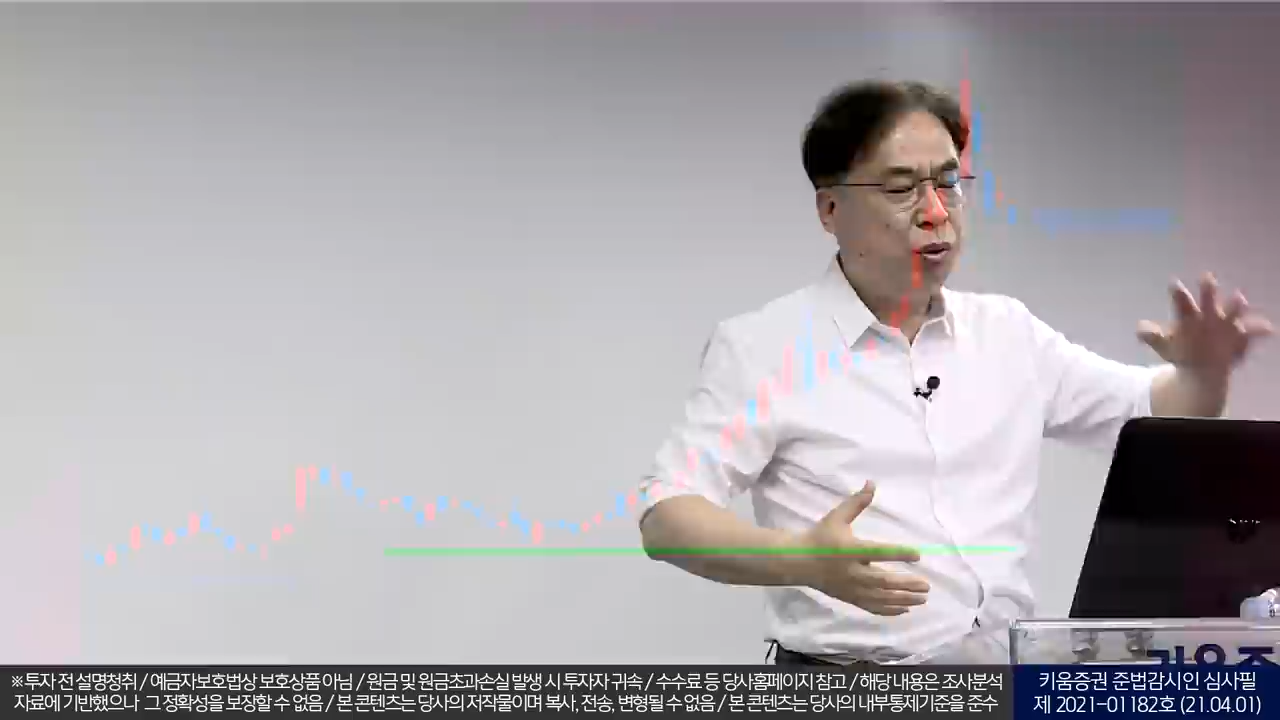 ※투자 전 설명청취 / 예금자보호법상 보호상품 아님 / 원금 및 원금초과손실 발생 시 투자자 귀속 / 수수료 등 당사홈페이지 참고 / 해당 내용은 조사분석
자료에 기반했으나 그 정확성을 보장할 수 없음 / 본 콘텐츠는 당사의 저작물이며 복사, 전송, 변형될 수 없음 / 본 콘텐츠는 당사의 내부통제기준을 준수
키움증권 준법감시인 심사필
제 2021-01182호 (21.04.01)